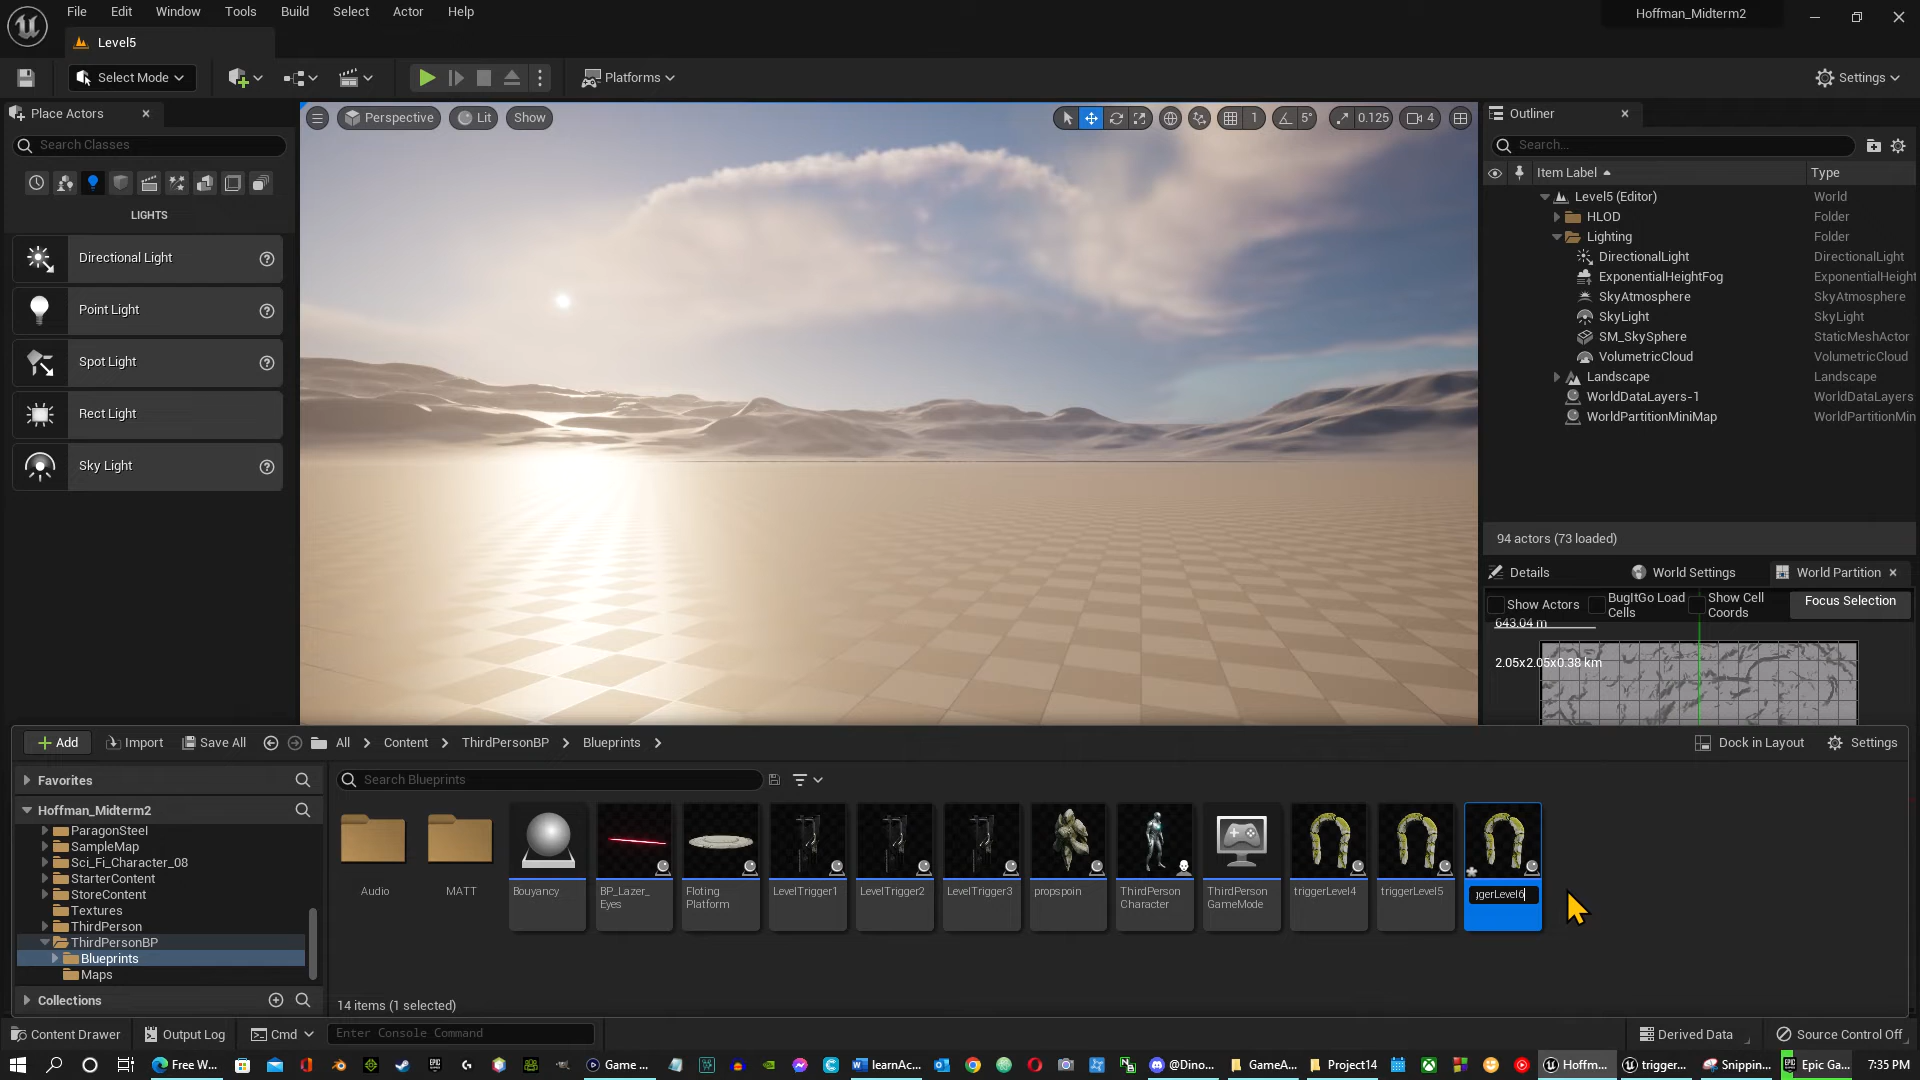 File Edit Window Tools Build Select Actor Help
Hoffman_Midterm2
Level5
Select Mode
Platforms
Settings
Place Actors
Search Classes
LIGHTS
Directional Light
Point Light
Spot Light
Rect Light
Sky Light
Perspective Lit Show
1 5° 0.125 4
Outliner
Search...
Item Label Type
Level5 (Editor) World
HLOD Folder
Lighting Folder
DirectionalLight DirectionalLight
ExponentialHeightFog ExponentialHeight
SkyAtmosphere SkyAtmosphere
SkyLight SkyLight
SM_SkySphere StaticMeshActor
VolumetricCloud VolumetricCloud
Landscape Landscape
WorldDataLayers-1 WorldDataLayers
WorldPartitionMiniMap WorldPartitionMin
94 actors (73 loaded)
Details World Settings World Partition
Show Actors BugItGo Load Cells Show Cell Coords Focus Selection
643.04 m
2.05x2.05x0.38 km
Add Import Save All All Content ThirdPersonBP Blueprints Dock in Layout Settings
Favorites
Hoffman_Midterm2
ParagonSteel
SampleMap
Sci_Fi_Character_08
StarterContent
StoreContent
Textures
ThirdPerson
ThirdPersonBP
Blueprints
Maps
Collections
Search Blueprints
Audio
MATT
Bouyancy
BP_Lazer_
Eyes
Floting
Platform
LevelTrigger1
LevelTrigger2
LevelTrigger3
propspoin
ThirdPerson
Character
ThirdPerson
GameMode
triggerLevel4
triggerLevel5
ggerLevel6
14 items (1 selected)
Content Drawer Output Log Cmd Enter Console Command Derived Data Source Control Off
Free W... Game ... learnAc... @Dino... GameA... Project14 Hoffm... trigger... Snippin... Epic Ga... 7:35 PM